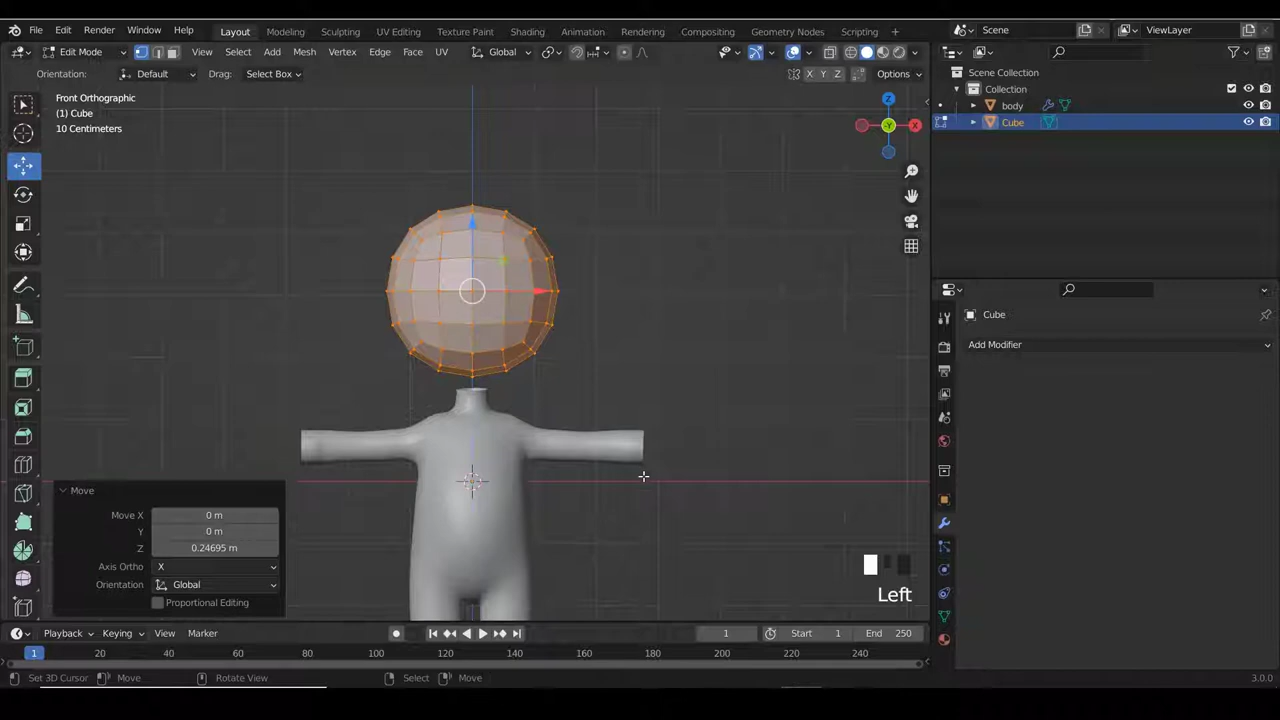 File Edit Render Window Help Layout Modeling Sculpting UV Editing Texture Paint Shading Animation Rendering Compositing Geometry Nodes Scripting + Scene ViewLayer
Edit Mode View Select Add Mesh Vertex Edge Face UV Global
Orientation: Default Drag: Select Box X Y Z Options
Scene Collection
Collection
body
Cube
Front Orthographic
(1) Cube
10 Centimeters
Z
Y
X
Cube
Add Modifier
Move
Move X 0 m
Y 0 m
Z 0.24695 m
Axis Ortho X
Orientation Global
Proportional Editing
Left
Playback Keying View Marker 1 Start 1 End 250
1 20 40 60 80 100 120 140 160 180 200 220 240
Set 3D Cursor Move Rotate View Select Move 3.0.0